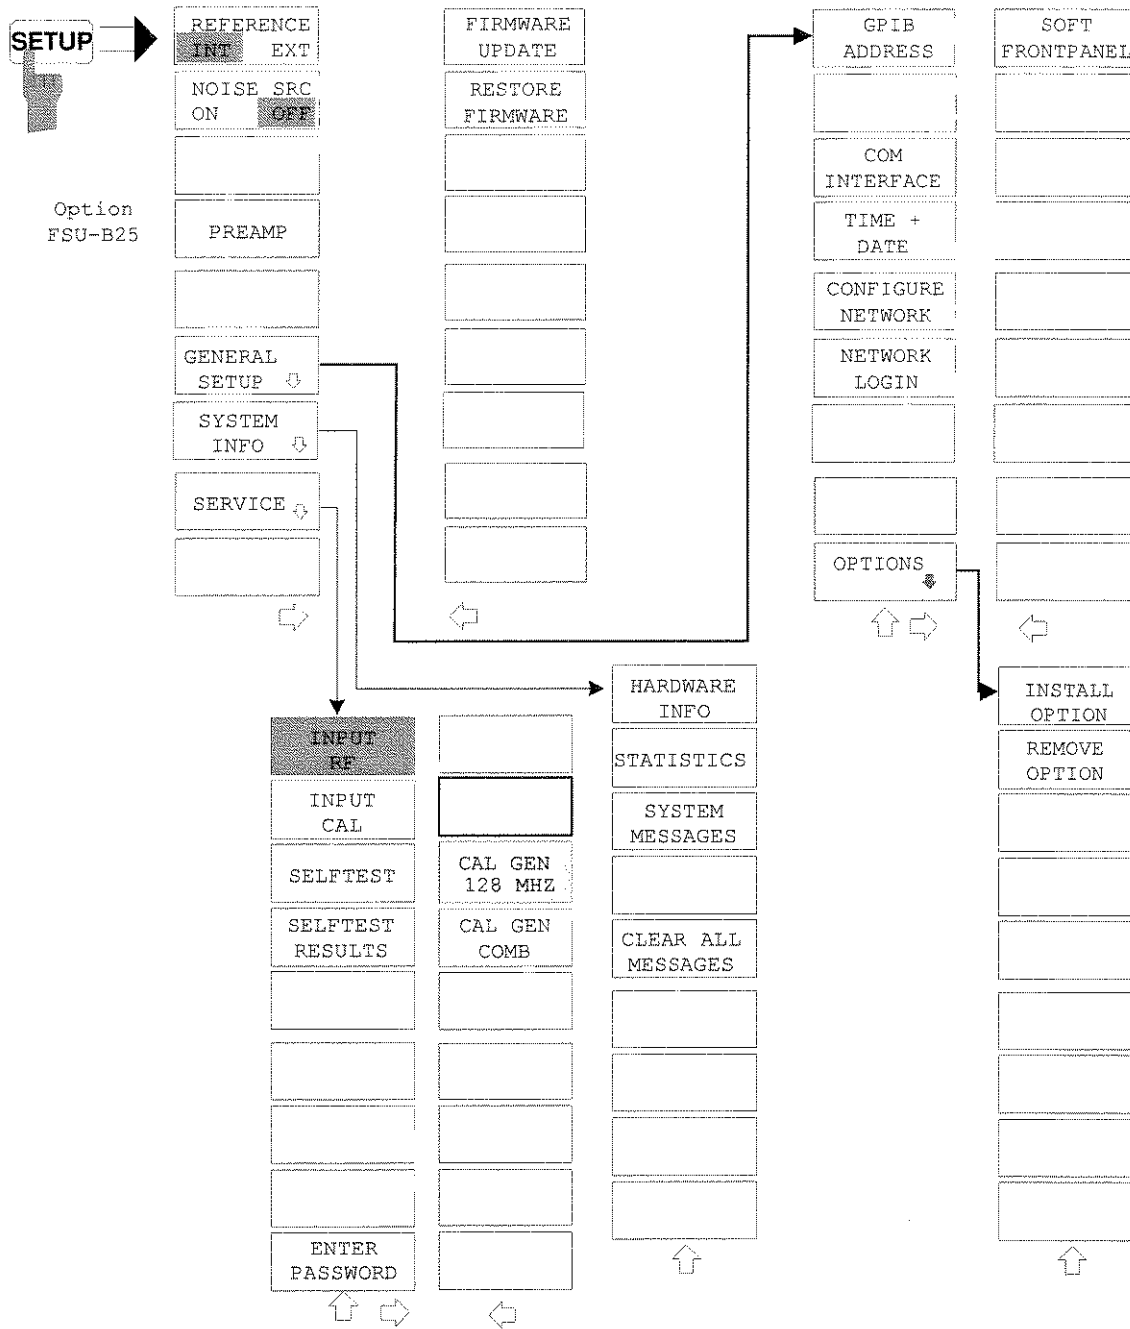 SETUP
REFERENCE
INT EXT
NOISE SRC
ON OFF
Option
FSU-B25
PREAMP
GENERAL
SETUP
SYSTEM
INFO
SERVICE
FIRMWARE
UPDATE
RESTORE
FIRMWARE
GPIB
ADDRESS
COM
INTERFACE
TIME +
DATE
CONFIGURE
NETWORK
NETWORK
LOGIN
OPTIONS
SOFT
FRONTPANEL
INPUT
RF
INPUT
CAL
SELFTEST
SELFTEST
RESULTS
ENTER
PASSWORD
CAL GEN
128 MHZ
CAL GEN
COMB
HARDWARE
INFO
STATISTICS
SYSTEM
MESSAGES
CLEAR ALL
MESSAGES
INSTALL
OPTION
REMOVE
OPTION